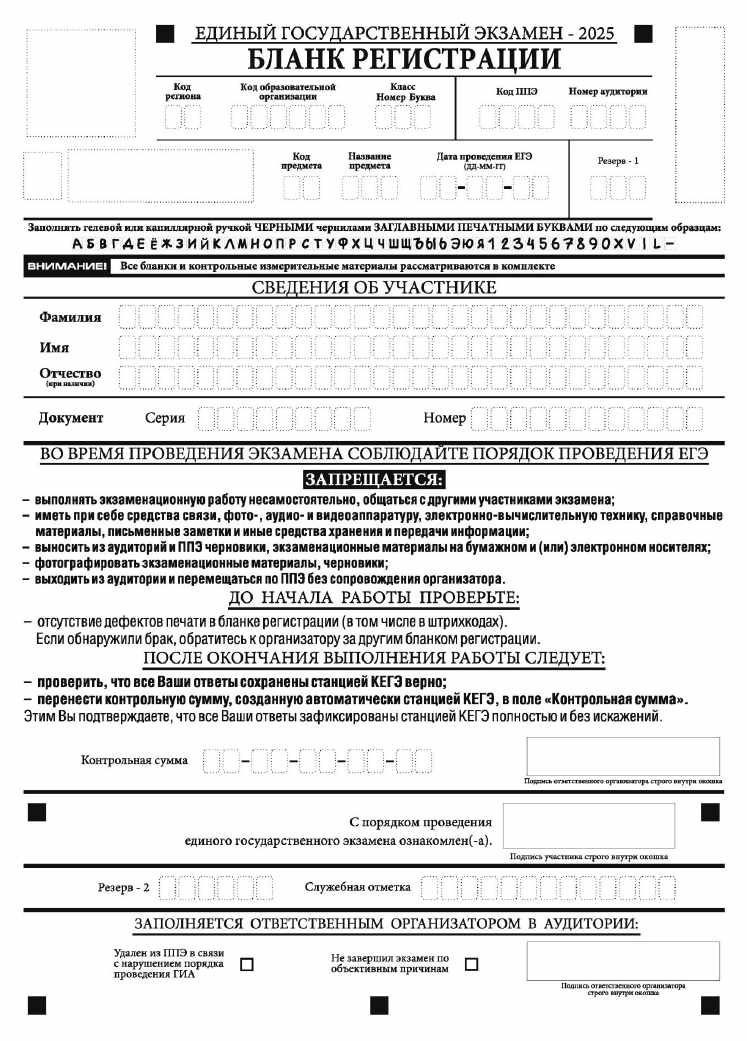 ЕДИНЫЙ ГОСУДАРСТВЕННЫЙ ЭКЗАМЕН - 2025
БЛАНК РЕГИСТРАЦИИ
Код региона
Код образовательной организации
Класс
Номер Буква
Код ППЭ
Номер аудитории
Код предмета
Название предмета
Дата проведения ЕГЭ
(ДД-ММ-ГГ)
Резерв - 1
Заполнять гелевой или капиллярной ручкой ЧЕРНЫМИ чернилами ЗАГЛАВНЫМИ ПЕЧАТНЫМИ БУКВАМИ по следующим образцам:
АБВГДЕЁЖЗИЙКЛМНОПРСТУФХЦЧШЩЪЫЬЭЮЯ1234567890XVIL-
ВНИМАНИЕ! Все бланки и контрольные измерительные материалы рассматриваются в комплекте
СВЕДЕНИЯ ОБ УЧАСТНИКЕ
Фамилия
Имя
Отчество
(при наличии)
Документ Серия Номер
ВО ВРЕМЯ ПРОВЕДЕНИЯ ЭКЗАМЕНА СОБЛЮДАЙТЕ ПОРЯДОК ПРОВЕДЕНИЯ ЕГЭ
ЗАПРЕЩАЕТСЯ:
– выполнять экзаменационную работу несамостоятельно, общаться с другими участниками экзамена;
– иметь при себе средства связи, фото-, аудио- и видеоаппаратуру, электронно-вычислительную технику, справочные
материалы, письменные заметки и иные средства хранения и передачи информации;
– выносить из аудиторий и ППЭ черновики, экзаменационные материалы на бумажном и (или) электронном носителях;
– фотографировать экзаменационные материалы, черновики;
– выходить из аудитории и перемещаться по ППЭ без сопровождения организатора.
ДО НАЧАЛА РАБОТЫ ПРОВЕРЬТЕ:
– отсутствие дефектов печати в бланке регистрации (в том числе в штрихкодах).
Если обнаружили брак, обратитесь к организатору за другим бланком регистрации.
ПОСЛЕ ОКОНЧАНИЯ ВЫПОЛНЕНИЯ РАБОТЫ СЛЕДУЕТ:
– проверить, что все Ваши ответы сохранены станцией КЕГЭ верно;
– перенести контрольную сумму, созданную автоматически станцией КЕГЭ, в поле «Контрольная сумма».
Этим Вы подтверждаете, что все Ваши ответы зафиксированы станцией КЕГЭ полностью и без искажений.
Контрольная сумма
Подпись ответственного организатора строго внутри окошка
С порядком проведения
единого государственного экзамена ознакомлен(-а).
Подпись участника строго внутри окошка
Резерв - 2 Служебная отметка
ЗАПОЛНЯЕТСЯ ОТВЕТСТВЕННЫМ ОРГАНИЗАТОРОМ В АУДИТОРИИ:
Удален из ППЭ в связи
с нарушением порядка
проведения ГИА
Не завершил экзамен по
объективным причинам
Подпись ответственного организатора
строго внутри окошка